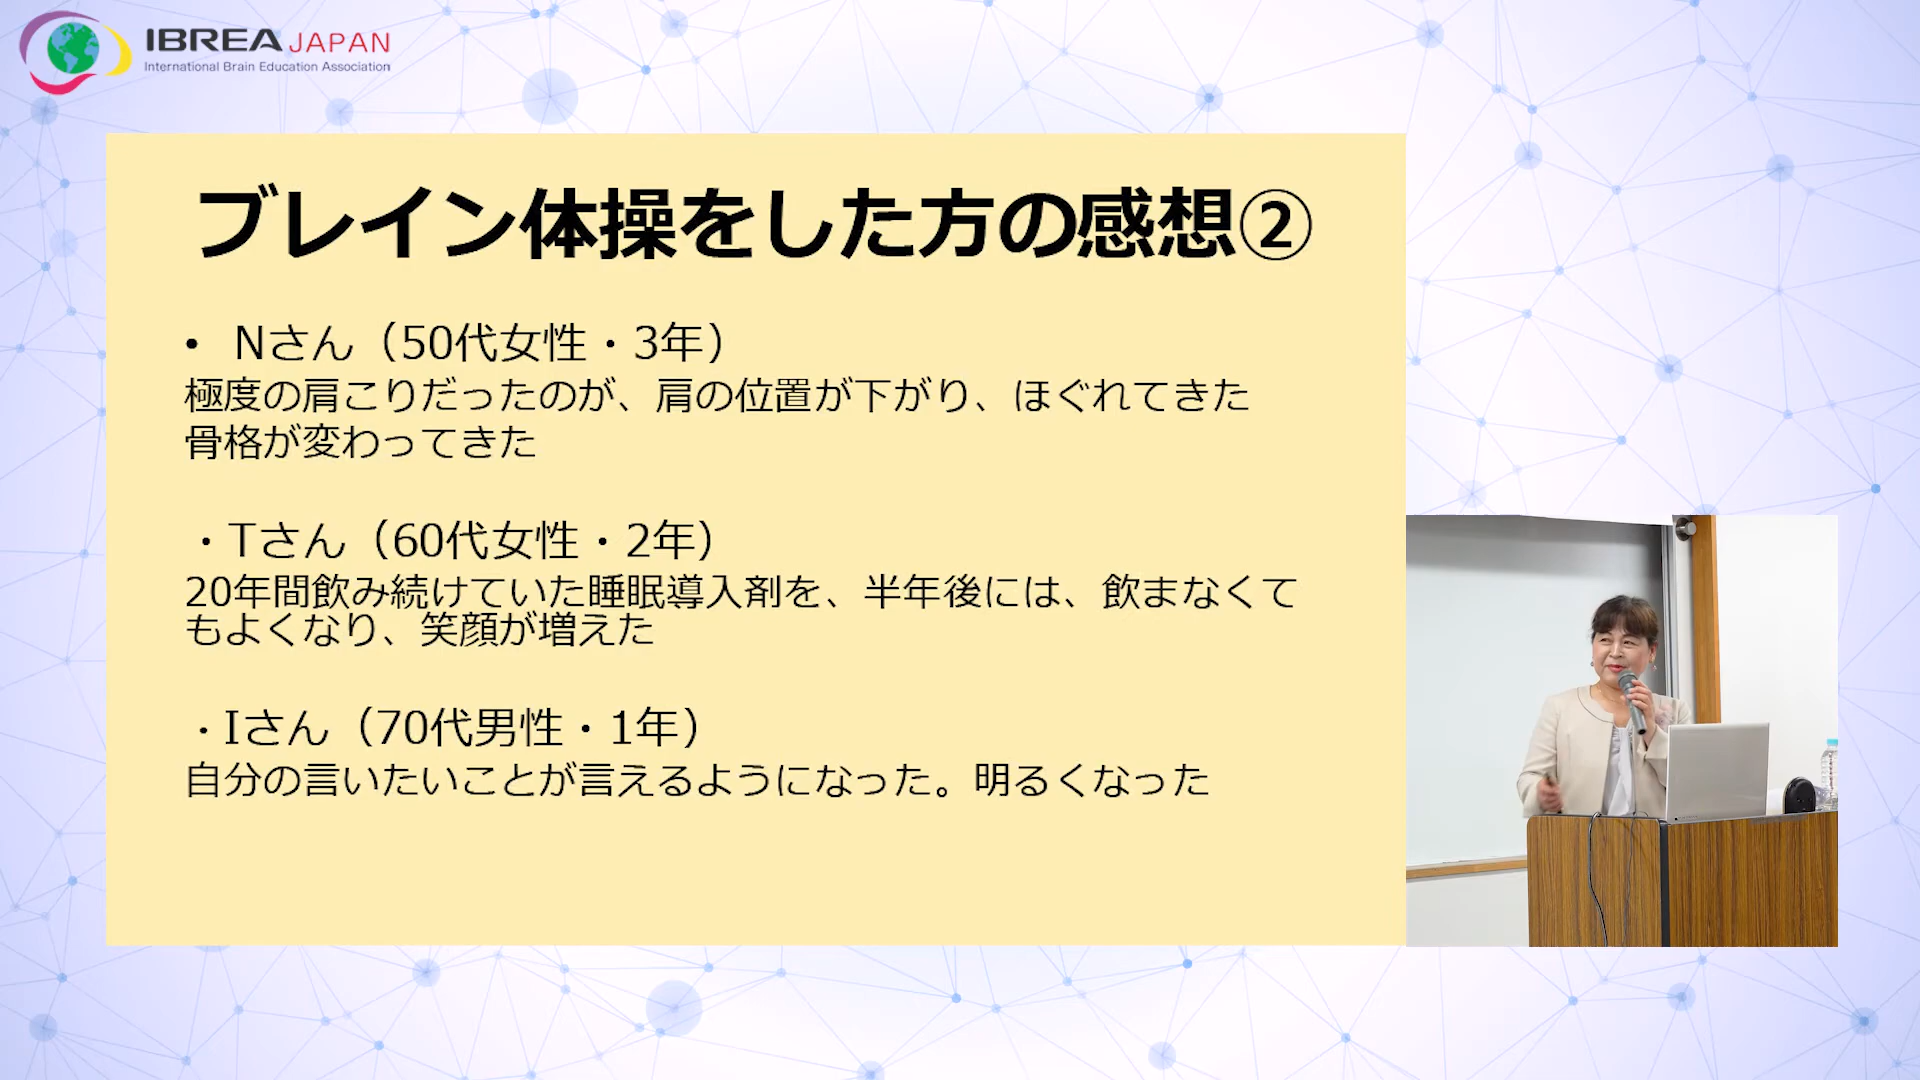 IBREA JAPAN
International Brain Education Association
ブレイン体操をした方の感想②
• Nさん（50代女性・3年）
極度の肩こりだったのが、肩の位置が下がり、ほぐれてきた
骨格が変わってきた
・Tさん（60代女性・2年）
20年間飲み続けていた睡眠導入剤を、半年後には、飲まなくて
もよくなり、笑顔が増えた
・Iさん（70代男性・1年）
自分の言いたいことが言えるようになった。明るくなった